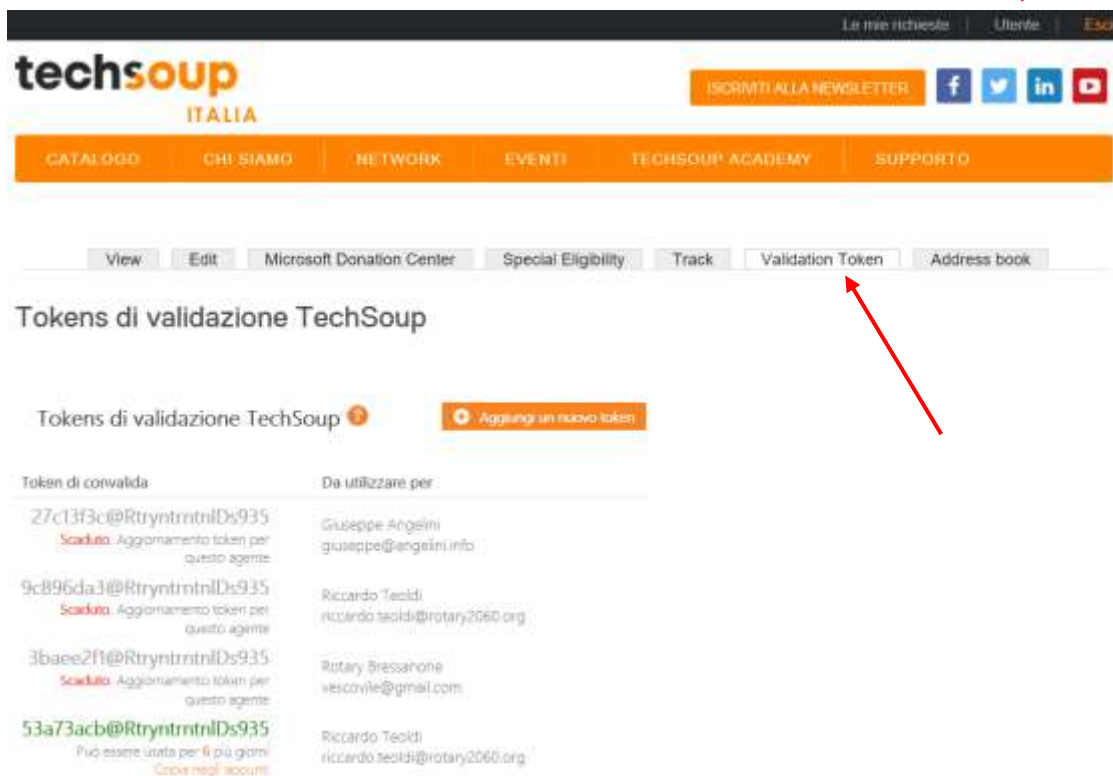 Le mie richieste | Utente | Esci
techsoup
ITALIA
ISCRIVITI ALLA NEWSLETTER f in
CATALOGO CHI SIAMO NETWORK EVENTI TECHSOUP ACADEMY SUPPORTO
View Edit Microsoft Donation Center Special Eligibility Track Validation Token Address book
Tokens di validazione TechSoup
Tokens di validazione TechSoup ? Aggiungi un nuovo token
Token di convalida Da utilizzare per
27c13f3c@RtryntrntnlDs935 Giuseppe Angelini
Scaduto. Aggiornamento token per giuseppe@angelini.info
questo agente
9c896da3@RtryntrntnlDs935 Riccardo Teoldi
Scaduto. Aggiornamento token per riccardo.teoldi@rotary2060.org
questo agente
3baee2f1@RtryntrntnlDs935 Rotary Bressanone
Scaduto. Aggiornamento token per vescovile@gmail.com
questo agente
53a73acb@RtryntrntnlDs935 Riccardo Teoldi
Può essere usata per 6 più giorni riccardo.teoldi@rotary2060.org
Copia negli account